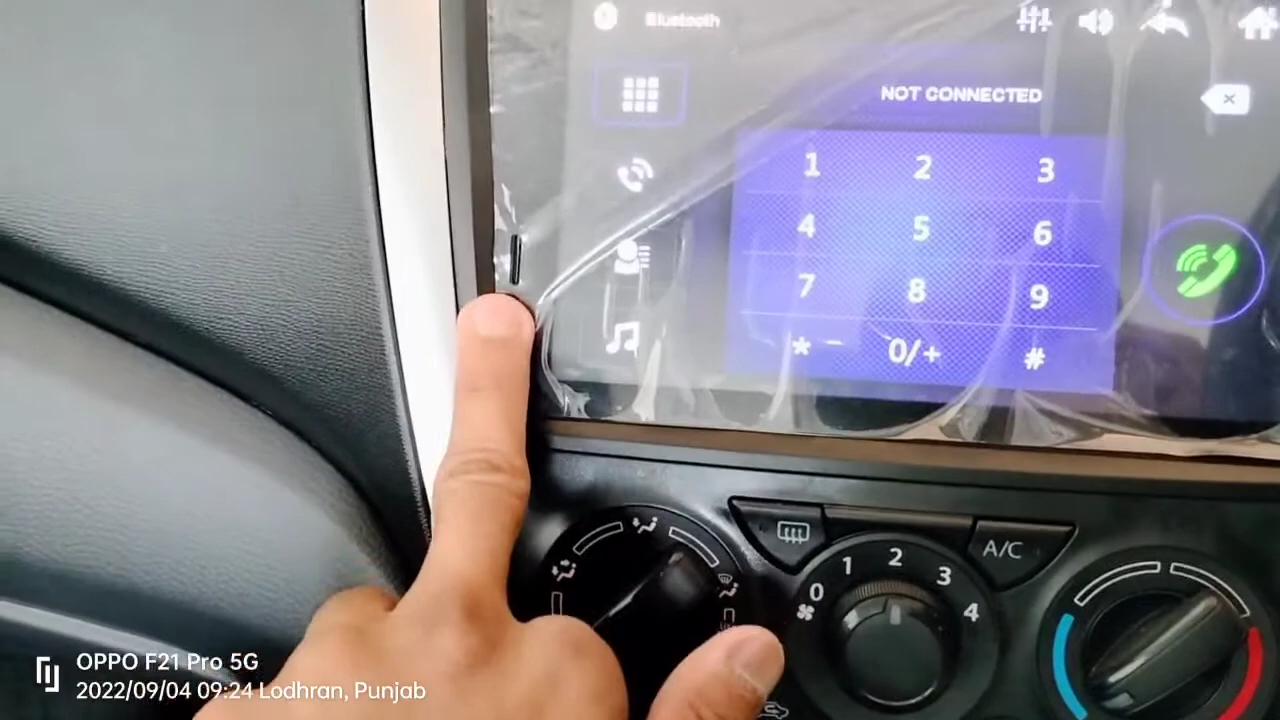 Bluetooth
NOT CONNECTED
1 2 3
4 5 6
7 8 9
* 0/+ #
A/C
0 1 2 3 4
OPPO F21 Pro 5G
2022/09/04 09:24 Lodhran, Punjab